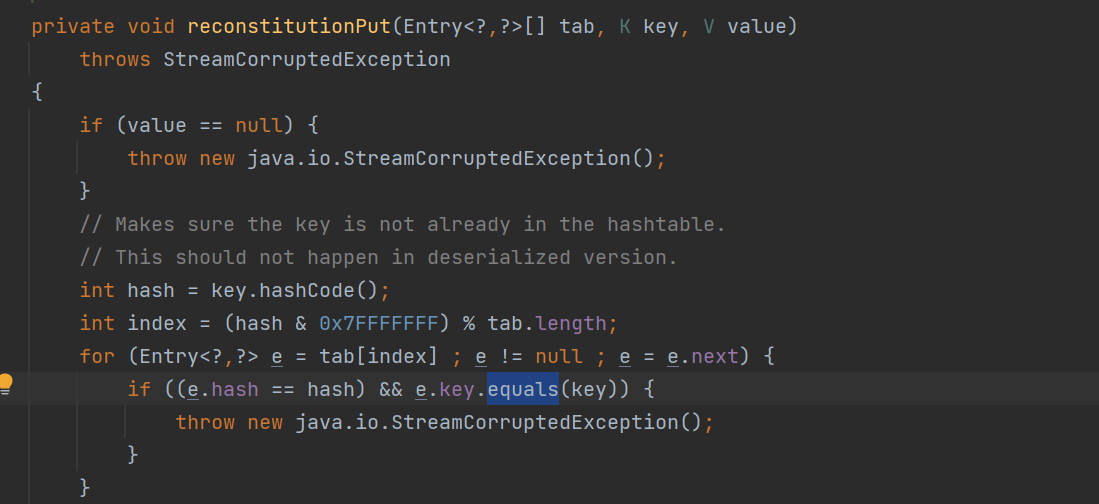 private void reconstitutionPut(Entry<?,?>[] tab, K key, V value)
throws StreamCorruptedException
{
if (value == null) {
throw new java.io.StreamCorruptedException();
}
// Makes sure the key is not already in the hashtable.
// This should not happen in deserialized version.
int hash = key.hashCode();
int index = (hash & 0x7FFFFFFF) % tab.length;
for (Entry<?,?> e = tab[index] ; e != null ; e = e.next) {
if ((e.hash == hash) && e.key.equals(key)) {
throw new java.io.StreamCorruptedException();
}
}